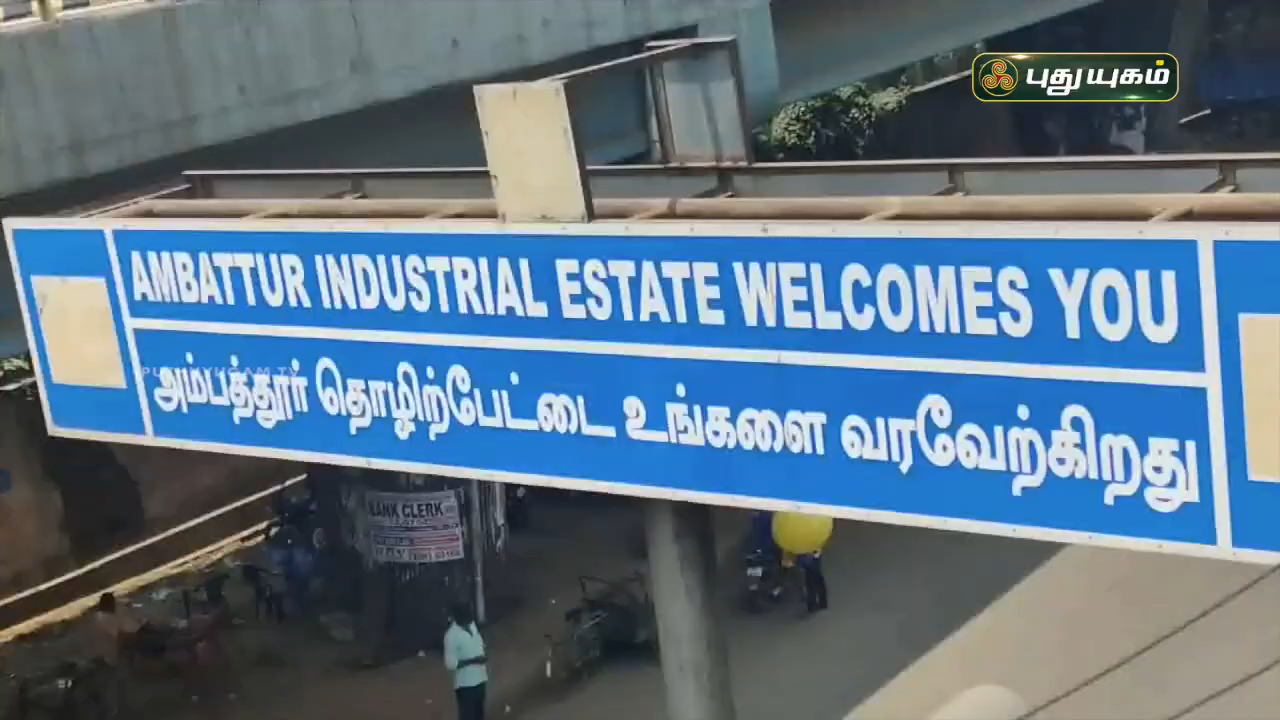 புதுயுகம்
AMBATTUR INDUSTRIAL ESTATE WELCOMES YOU
அம்பத்தூர் தொழிற்பேட்டை உங்களை வரவேற்கிறது
BANK CLERK